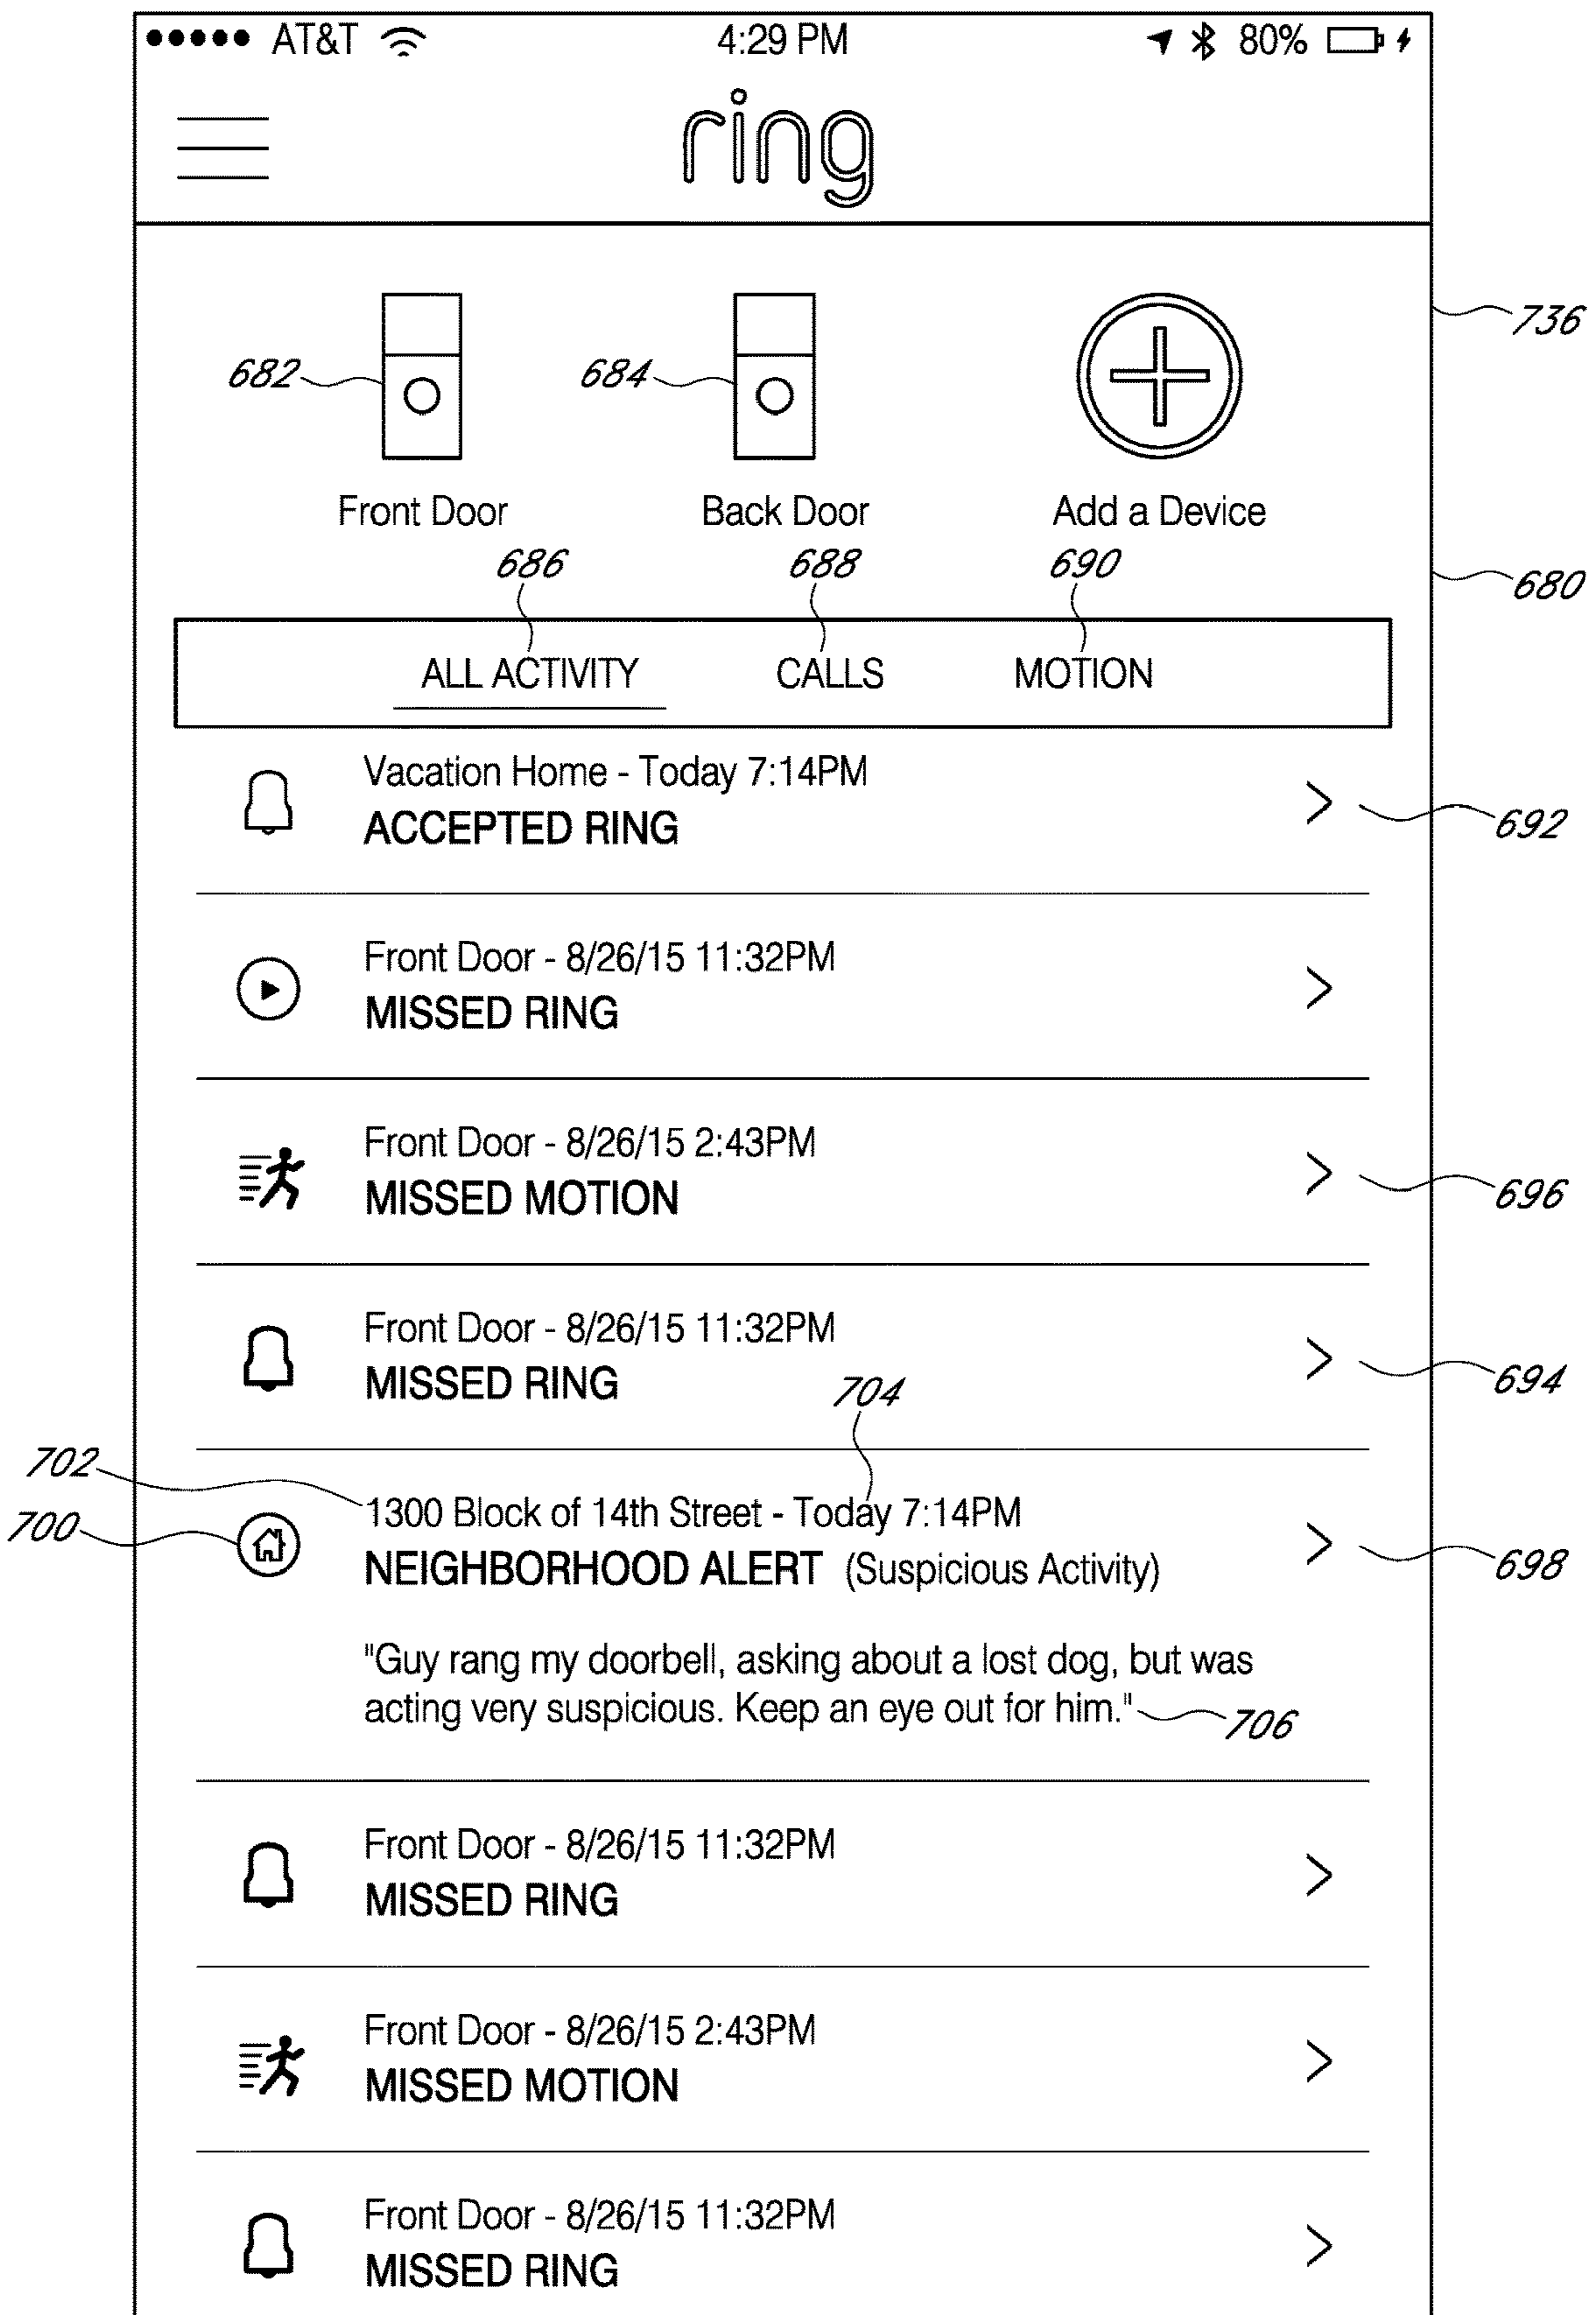 ●●●●● AT&T 4:29 PM 80%
ring
736
682 684
Front Door Back Door Add a Device
686 688 690
680
ALL ACTIVITY CALLS MOTION
Vacation Home - Today 7:14PM
ACCEPTED RING
692
Front Door - 8/26/15 11:32PM
MISSED RING
Front Door - 8/26/15 2:43PM
MISSED MOTION
696
Front Door - 8/26/15 11:32PM
MISSED RING
694
704
702
1300 Block of 14th Street - Today 7:14PM
700
NEIGHBORHOOD ALERT (Suspicious Activity)
698
"Guy rang my doorbell, asking about a lost dog, but was
acting very suspicious. Keep an eye out for him."
706
Front Door - 8/26/15 11:32PM
MISSED RING
Front Door - 8/26/15 2:43PM
MISSED MOTION
Front Door - 8/26/15 11:32PM
MISSED RING